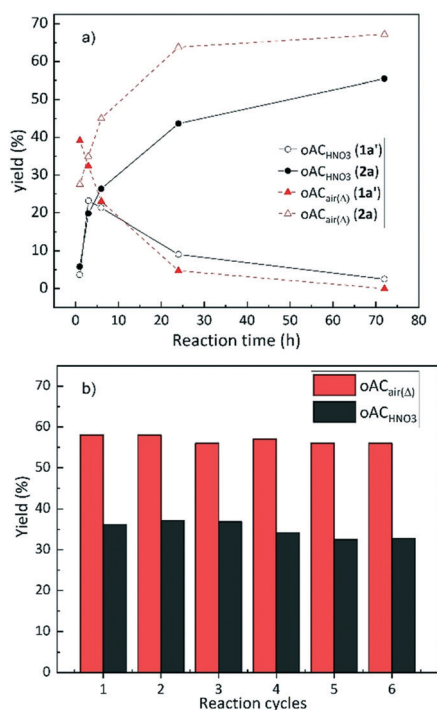 a)
70
60
50
40
30
20
10
0
yield (%)
oAC_HNO3 (1a')
oAC_HNO3 (2a)
oAC_air(Δ) (1a')
oAC_air(Δ) (2a)
0 10 20 30 40 50 60 70 80
Reaction time (h)
b)
oAC_air(Δ)
oAC_HNO3
70
60
50
40
30
20
10
0
Yield (%)
1 2 3 4 5 6
Reaction cycles